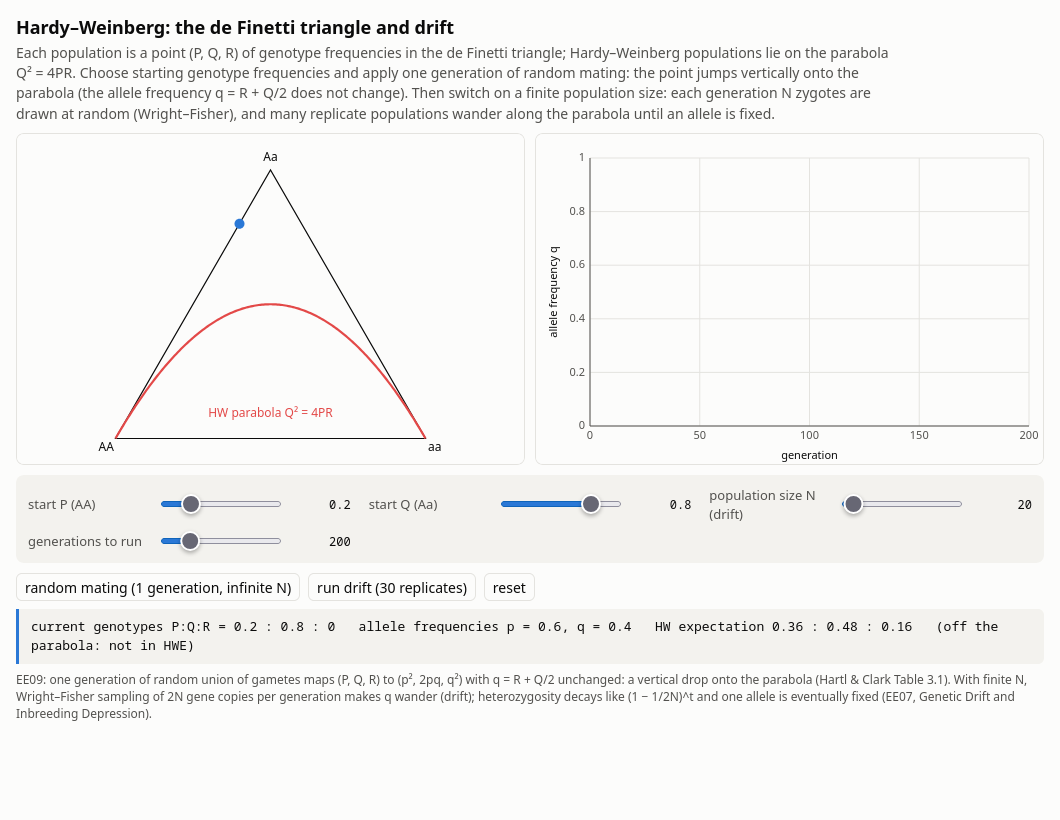 Hardy–Weinberg: the de Finetti triangle and drift
Each population is a point (P, Q, R) of genotype frequencies in the de Finetti triangle; Hardy–Weinberg populations lie on the parabola
Q² = 4PR. Choose starting genotype frequencies and apply one generation of random mating: the point jumps vertically onto the
parabola (the allele frequency q = R + Q/2 does not change). Then switch on a finite population size: each generation N zygotes are
drawn at random (Wright–Fisher), and many replicate populations wander along the parabola until an allele is fixed.
Aa
HW parabola Q² = 4PR
AA
aa
1
0.8
0.6
0.4
0.2
0
allele frequency q
0 50 100 150 200
generation
start P (AA) 0.2 start Q (Aa) 0.8 population size N
(drift) 20
generations to run 200
random mating (1 generation, infinite N) run drift (30 replicates) reset
current genotypes P:Q:R = 0.2 : 0.8 : 0 allele frequencies p = 0.6, q = 0.4 HW expectation 0.36 : 0.48 : 0.16 (off the
parabola: not in HWE)
EE09: one generation of random union of gametes maps (P, Q, R) to (p², 2pq, q²) with q = R + Q/2 unchanged: a vertical drop onto the parabola (Hartl & Clark Table 3.1). With finite N,
Wright–Fisher sampling of 2N gene copies per generation makes q wander (drift); heterozygosity decays like (1 − 1/2N)^t and one allele is eventually fixed (EE07, Genetic Drift and
Inbreeding Depression).